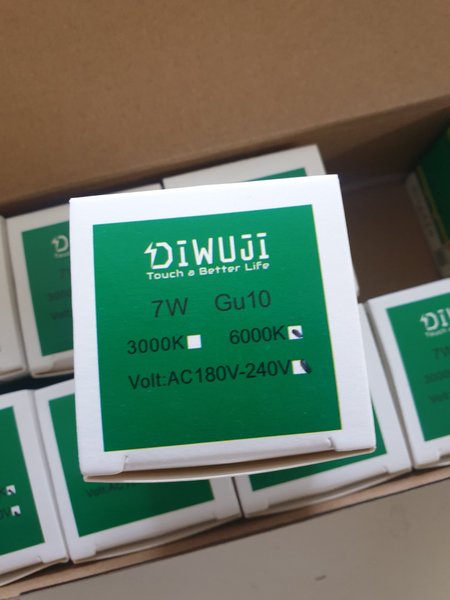 DiWUJI
Touch a Better Life
7W Gu10
3000K 6000K
Volt:AC180V-240V